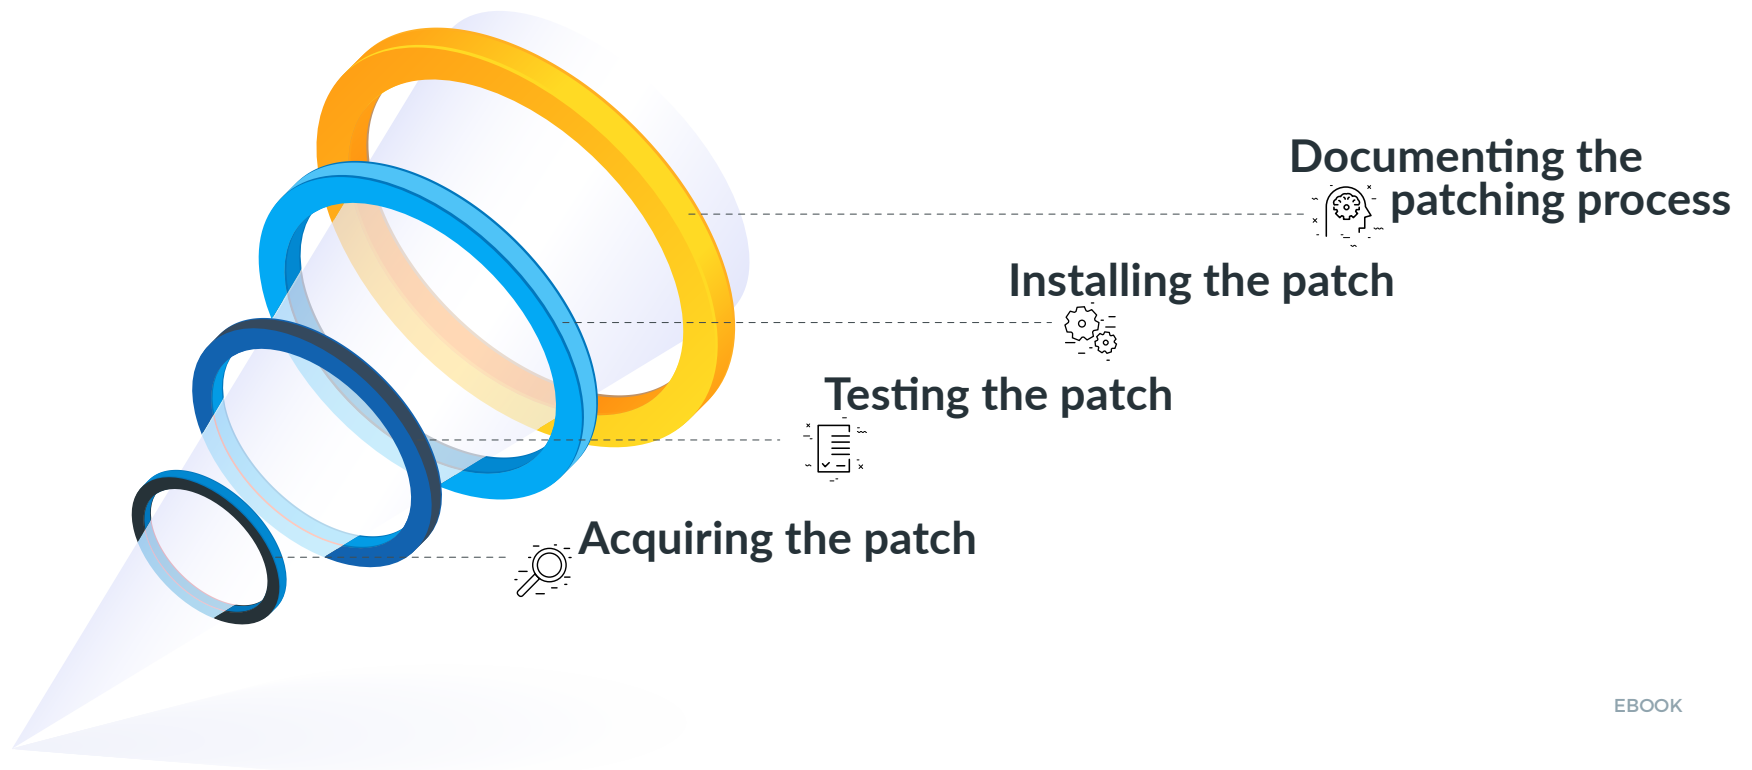 Documenting the
patching process
Installing the patch
Testing the patch
Acquiring the patch
EBOOK